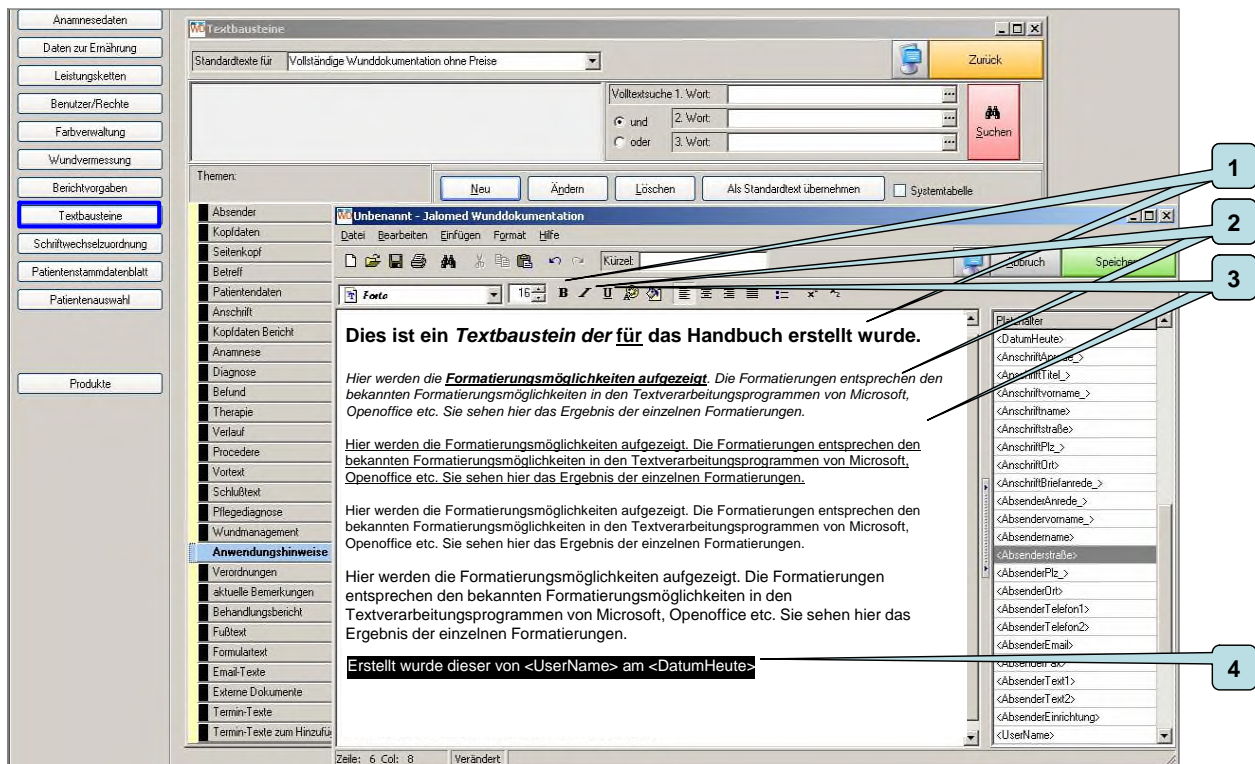 Anamnesedaten
Daten zur Ernährung
Leistungsketten
Benutzer/Rechte
Farbverwaltung
Wundvermessung
Berichtvorgaben
Textbausteine
Schriftwechselzuordnung
Patientenstammdatenblatt
Patientenauswahl
Produkte
Textbausteine
Standardtexte für Vollständige Wunddokumentation ohne Preise
Zurück
Volltextsuche 1. Wort:
und 2. Wort:
oder 3. Wort:
Suchen
Themen:
Neu Ändern Löschen Als Standardtext übernehmen Systemtabelle
Absender
Kopfdaten
Seitenkopf
Betreff
Patientendaten
Anschrift
Kopfdaten Bericht
Anamnese
Diagnose
Befund
Therapie
Verlauf
Procedere
Vortext
Schlußtext
Pflegediagnose
Wundmanagement
Anwendungshinweise
Verordnungen
aktuelle Bemerkungen
Behandlungsbericht
Fußtext
Formulartext
Email-Texte
Externe Dokumente
Termin-Texte
Termin-Texte zum Hinzufü
Unbenannt - Jalomed Wunddokumentation
Datei Bearbeiten Einfügen Format Hilfe
Kürzel:
Forte 16 B I U
Dies ist ein Textbaustein der für das Handbuch erstellt wurde.
Hier werden die Formatierungsmöglichkeiten aufgezeigt. Die Formatierungen entsprechen den
bekannten Formatierungsmöglichkeiten in den Textverarbeitungsprogrammen von Microsoft,
Openoffice etc. Sie sehen hier das Ergebnis der einzelnen Formatierungen.
Hier werden die Formatierungsmöglichkeiten aufgezeigt. Die Formatierungen entsprechen den
bekannten Formatierungsmöglichkeiten in den Textverarbeitungsprogrammen von Microsoft,
Openoffice etc. Sie sehen hier das Ergebnis der einzelnen Formatierungen.
Hier werden die Formatierungsmöglichkeiten aufgezeigt. Die Formatierungen entsprechen den
bekannten Formatierungsmöglichkeiten in den Textverarbeitungsprogrammen von Microsoft,
Openoffice etc. Sie sehen hier das Ergebnis der einzelnen Formatierungen.
Hier werden die Formatierungsmöglichkeiten aufgezeigt. Die Formatierungen
entsprechen den bekannten Formatierungsmöglichkeiten in den
Textverarbeitungsprogrammen von Microsoft, Openoffice etc. Sie sehen hier das
Ergebnis der einzelnen Formatierungen.
Erstellt wurde dieser von <UserName> am <DatumHeute>
Zeile: 6 Col: 8 Verändert
<DatumHeute>
<AnschriftTitel_>
<Anschriftvorname_>
<Anschriftname>
<Anschriftstraße>
<AnschriftPlz_>
<AnschriftOrt>
<AnschriftBriefanrede_>
<AbsenderAnrede_>
<Absendervorname_>
<Absendername>
<Absenderstraße>
<AbsenderPlz_>
<AbsenderOrt>
<AbsenderTelefon1>
<AbsenderTelefon2>
<AbsenderEmail>
<AbsenderFax>
<AbsenderText1>
<AbsenderText2>
<AbsenderEinrichtung>
<UserName>
1
2
3
4